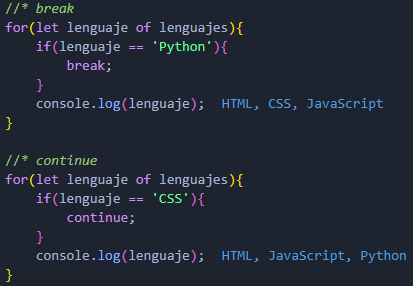 //* break
for(let lenguaje of lenguajes){
    if(lenguaje == 'Python'){
        break;
    }
    console.log(lenguaje);  HTML, CSS, JavaScript
}

//* continue
for(let lenguaje of lenguajes){
    if(lenguaje == 'CSS'){
        continue;
    }
    console.log(lenguaje);  HTML, JavaScript, Python
}